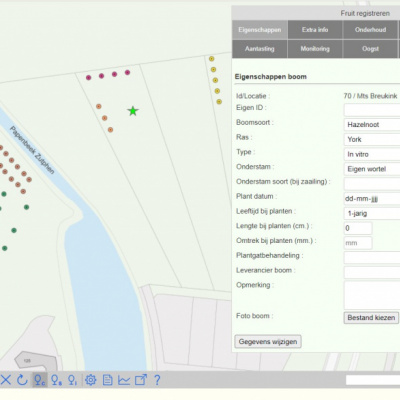 Fruit registreren
Eigenschappen Extra info Onderhoud
Aantasting Monitoring Oogst
Eigenschappen boom
Id/Locatie : 70 / Mts Breukink
Eigen ID :
Boomsoort : Hazelnoot
Ras : York
Type : In vitro
Onderstam : Eigen wortel
Onderstam soort (bij zaailing) :
Plant datum : dd-mm-jjjj
Leeftijd bij planten : 1-jarig
Lengte bij planten (cm.) : 0
Omtrek bij planten (mm.) : mm
Plantgatbehandeling :
Leverancier boom :
Opmerking :
Foto boom : Bestand kiezen
Gegevens wijzigen
Papenbeek Zutphen